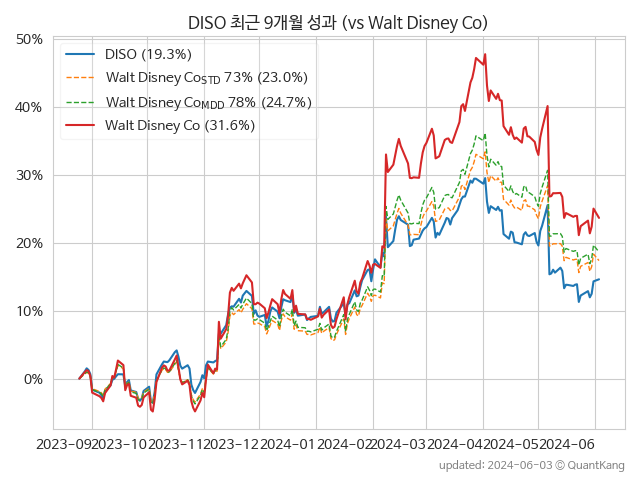 DISO 최근 9개월 성과 (vs Walt Disney Co)
50%
40%
30%
20%
10%
0%
DISO (19.3%)
Walt Disney CoSTD 73% (23.0%)
Walt Disney CoMDD 78% (24.7%)
Walt Disney Co (31.6%)
2023-09 2023-10 2023-11 2023-12 2024-01 2024-02 2024-03 2024-04 2024-05 2024-06
updated: 2024-06-03 © QuantKang